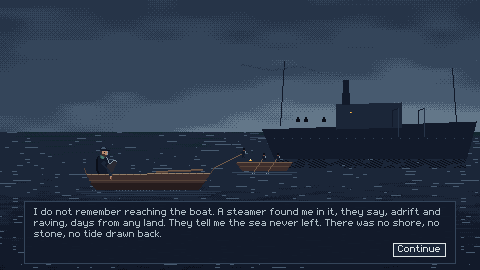 I do not remember reaching the boat. A steamer found me in it, they say, adrift and
raving, days from any land. They tell me the sea never left. There was no shore, no
stone, no tide drawn back.
Continue